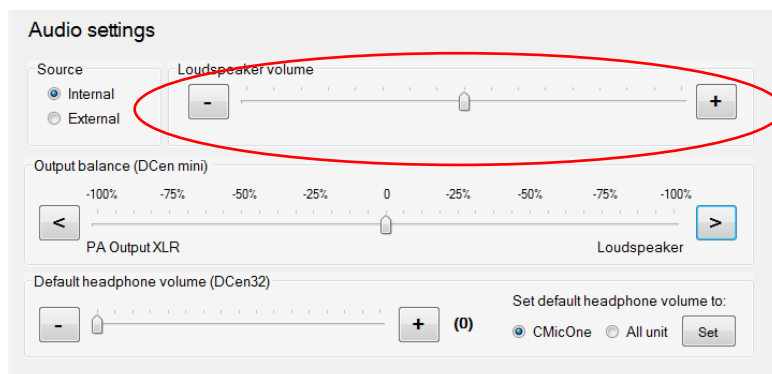 Audio settings
Source
Loudspeaker volume
Internal
External
-
+
Output balance (DCen mini)
-100% -75% -50% -25% 0 -25% -50% -75% -100%
<
>
PA Output XLR
Loudspeaker
Default headphone volume (DCen32)
-
+
(0)
Set default headphone volume to:
CMicOne
All unit
Set